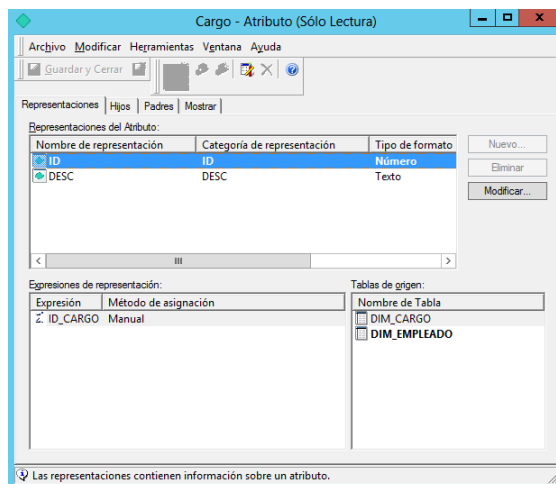 Cargo - Atributo (Sólo Lectura)
Archivo Modificar Herramientas Ventana Ayuda
Guardar y Cerrar
Representaciones Hijos Padres Mostrar
Representaciones del Atributo:
Nombre de representación Categoría de representación Tipo de formato
ID ID Número
DESC DESC Texto
Nuevo...
Eliminar
Modificar...
Expresiones de representación:
Expresión Método de asignación
ID_CARGO Manual
Tablas de origen:
Nombre de Tabla
DIM_CARGO
DIM_EMPLEADO
Las representaciones contienen información sobre un atributo.